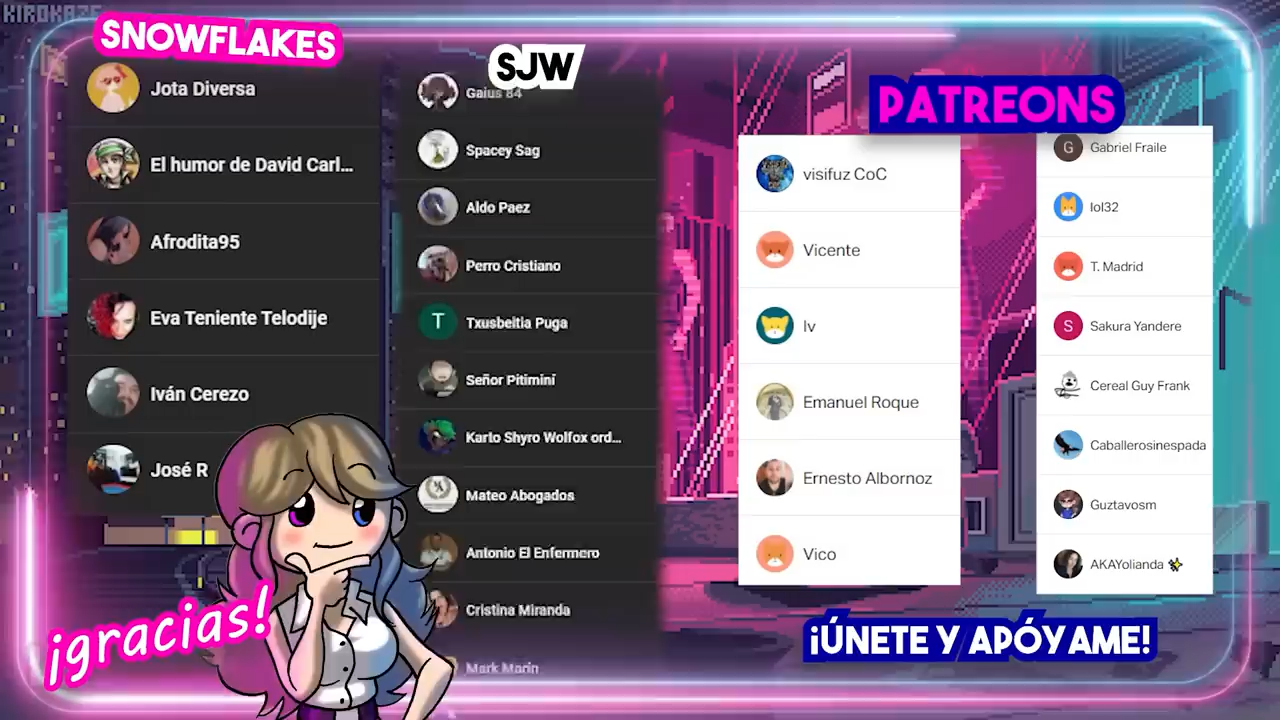 KIROKAZE
SNOWFLAKES
Jota Diversa
El humor de David Carl...
Afrodita95
Eva Teniente Telodije
Iván Cerezo
José R
SJW
Gaius 84
Spacey Sag
Aldo Paez
Perro Cristiano
T
Txusbeitia Puga
Señor Pitiminí
Karlo Shyro Wolfox ord...
Mateo Abogados
Antonio El Enfermero
Cristina Miranda
Mark Marín
PATREONS
visifuz CoC
Vicente
Iv
Emanuel Roque
Ernesto Albornoz
Vico
G
Gabriel Fraile
lol32
T. Madrid
S
Sakura Yandere
Cereal Guy Frank
Caballerosinespada
Guztavosm
AKAYolianda ✨
¡gracias!
¡ÚNETE Y APÓYAME!